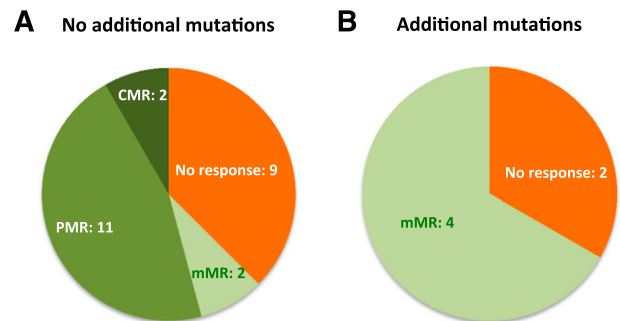 A No additional mutations
B Additional mutations
CMR: 2
No response: 9
PMR: 11
mMR: 2
No response: 2
mMR: 4